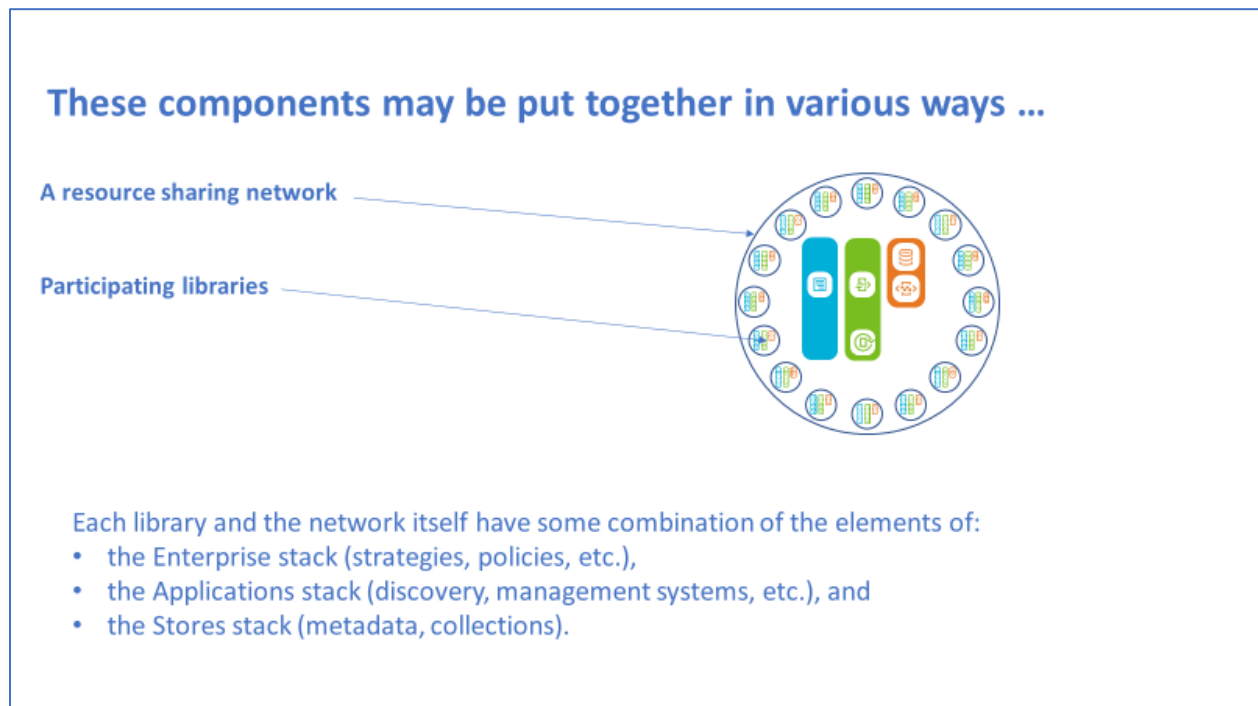 These components may be put together in various ways …
A resource sharing network
Participating libraries
Each library and the network itself have some combination of the elements of:
• the Enterprise stack (strategies, policies, etc.),
• the Applications stack (discovery, management systems, etc.), and
• the Stores stack (metadata, collections).